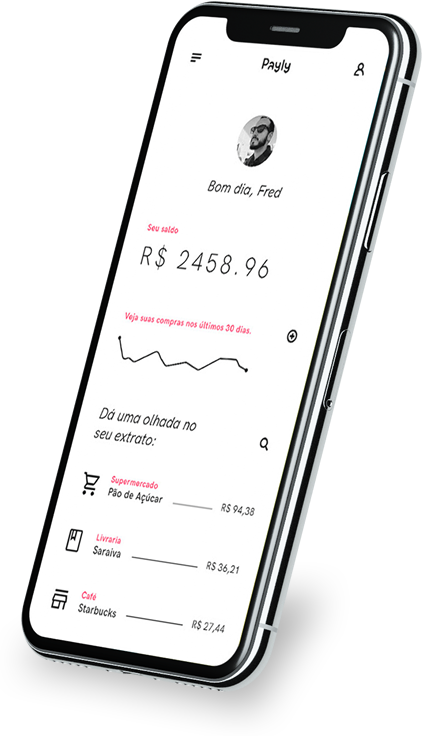 Payly
Bom dia, Fred
Seu saldo
R$ 2458.96
Veja suas compras nos últimos 30 dias.
Dá uma olhada no
seu extrato:
Supermercado
Pão de Açúcar R$ 94,38
Livraria
Saraiva R$ 36,21
Café
Starbucks R$ 27,44